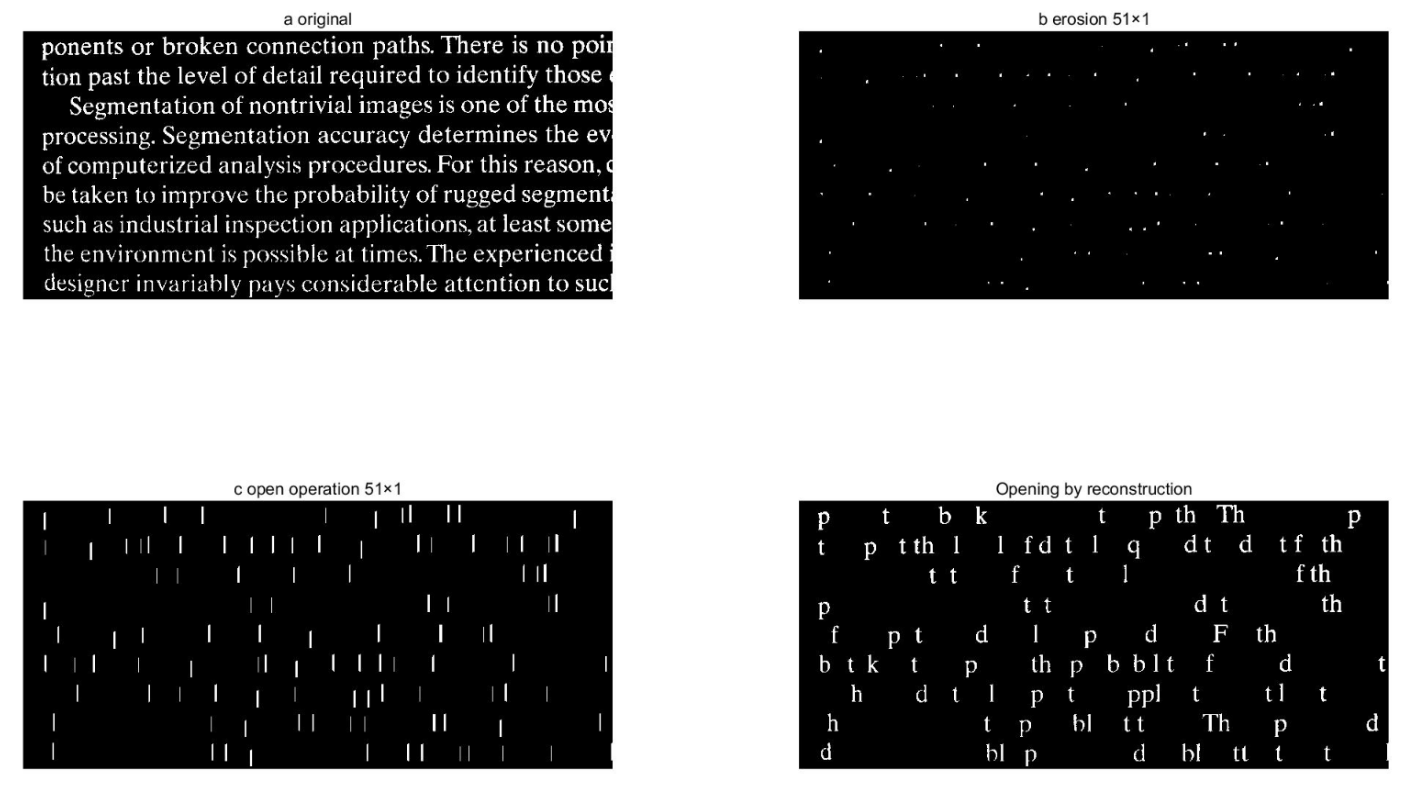 a original
ponents or broken connection paths. There is no poin
tion past the level of detail required to identify those
Segmentation of nontrivial images is one of the mos
processing. Segmentation accuracy determines the ev
of computerized analysis procedures. For this reason, c
be taken to improve the probability of rugged segmenta
such as industrial inspection applications, at least some
the environment is possible at times. The experienced i
designer invariably pays considerable attention to suc
b erosion 51×1
c open operation 51×1
Opening by reconstruction
p t b k t p th Th p
t p t th l l f d t l q d t d t f th
t t f t l f th
p t t d t th
f p t d l p d F th
b t k t p th p b b l t f d t
h d t l p t ppl t t l t
h t p bl t t Th p d
d bl p d bl tt t t